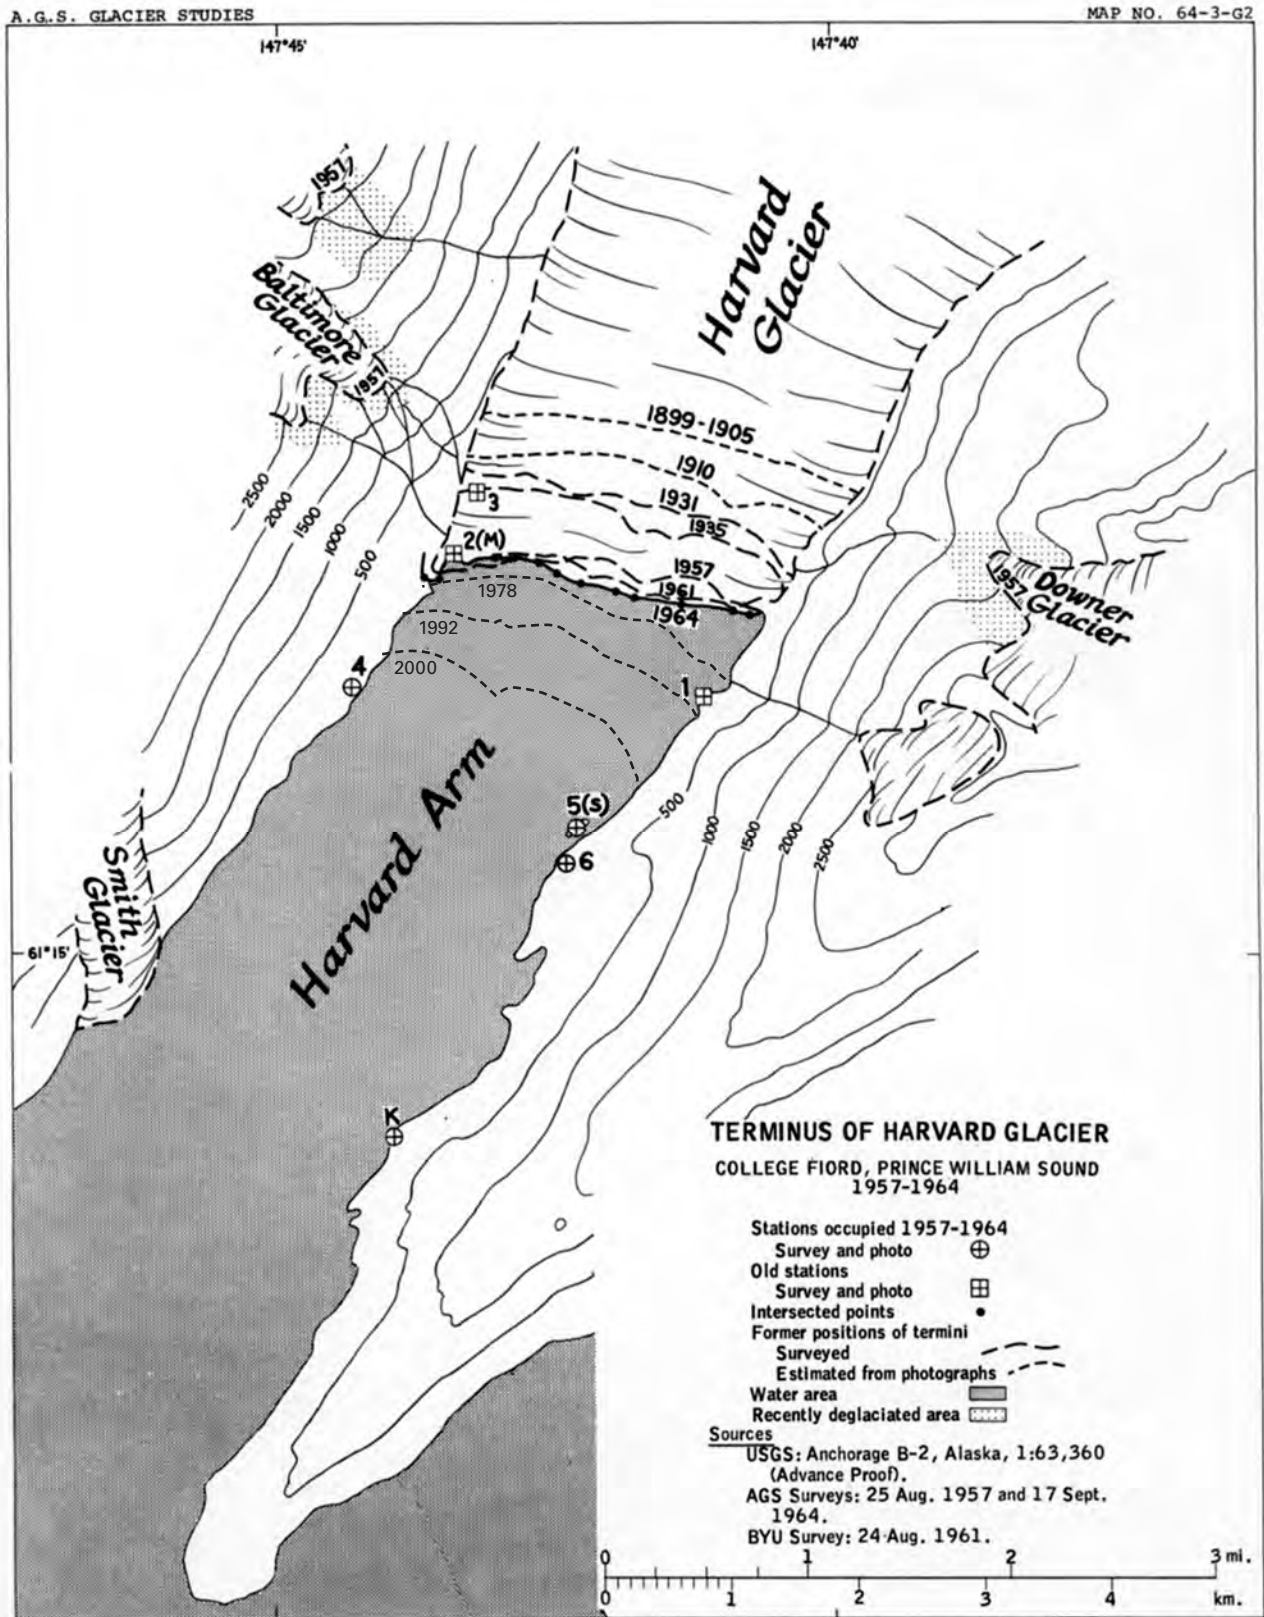 A.G.S. GLACIER STUDIES
MAP NO. 64-3-G2
147°45'
147°40'
1957
Baltimore
Glacier
1957
Harvard
Glacier
1899-1905
1910
1931
1935
3
2(M)
1957
1961
1964
1978
1992
2000
2500
2000
1500
1000
500
1957
Downer
Glacier
4
1
Harvard Arm
5(S)
6
500
1000
1500
2000
2500
Smith
Glacier
61°15'
K
TERMINUS OF HARVARD GLACIER
COLLEGE FIORD, PRINCE WILLIAM SOUND
1957-1964
Stations occupied 1957-1964
Survey and photo
Old stations
Survey and photo
Intersected points
Former positions of termini
Surveyed
Estimated from photographs
Water area
Recently deglaciated area
Sources
USGS: Anchorage B-2, Alaska, 1:63,360
(Advance Proof).
AGS Surveys: 25 Aug. 1957 and 17 Sept.
1964.
BYU Survey: 24 Aug. 1961.
0 1 2 3 mi.
0 1 2 3 4 km.